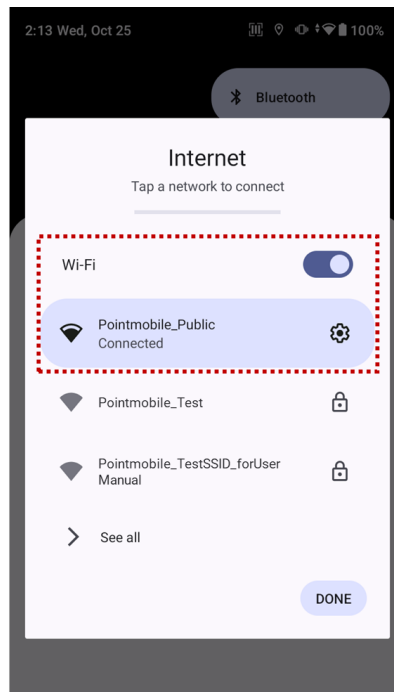 2:13 Wed, Oct 25
100%
Bluetooth
Internet
Tap a network to connect
Wi-Fi
Pointmobile_Public
Connected
Pointmobile_Test
Pointmobile_TestSSID_forUser
Manual
See all
DONE